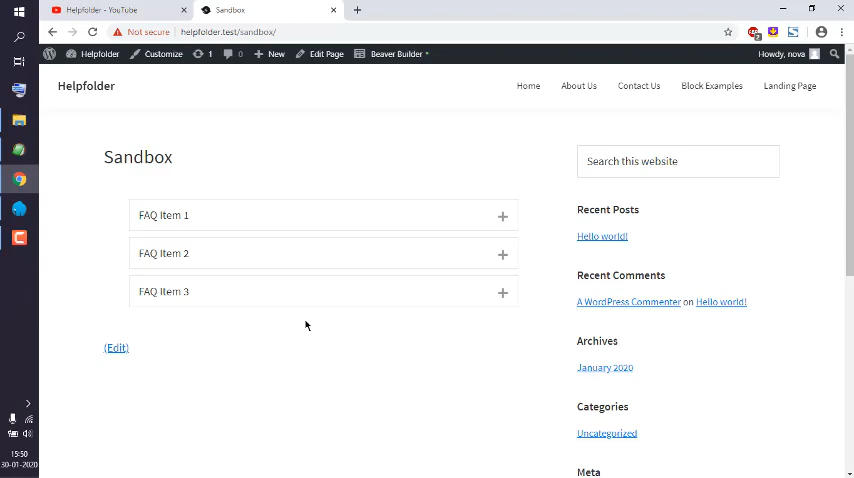 Helpfolder - YouTube
Sandbox
Not secure
helpfolder.test/sandbox/
Helpfolder
Customize
1
0
New
Edit Page
Beaver Builder
Howdy, nova
Helpfolder
Home
About Us
Contact Us
Block Examples
Landing Page
Sandbox
Search this website
FAQ Item 1
FAQ Item 2
FAQ Item 3
(Edit)
Recent Posts
Hello world!
Recent Comments
A WordPress Commenter on Hello world!
Archives
January 2020
Categories
Uncategorized
Meta
15:50
30-01-2020